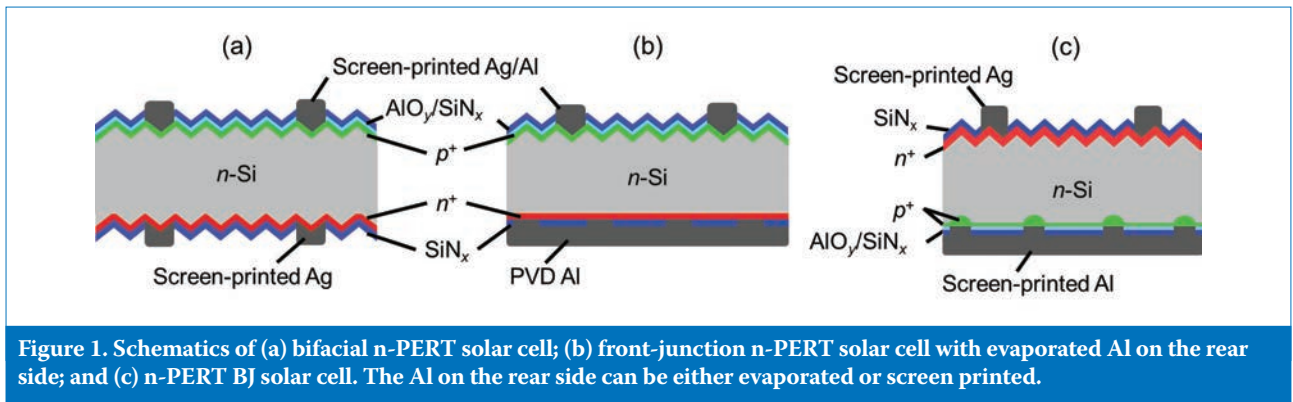 (a)
(b)
(c)
Screen-printed Ag/Al
AlOy/SiNx
p+
n-Si
n-Si
n+
SiNx
Screen-printed Ag
PVD Al
Screen-printed Ag
SiNx
n+
n-Si
p+
AlOy/SiNx
Screen-printed Al
Figure 1. Schematics of (a) bifacial n-PERT solar cell; (b) front-junction n-PERT solar cell with evaporated Al on the rear
side; and (c) n-PERT BJ solar cell. The Al on the rear side can be either evaporated or screen printed.